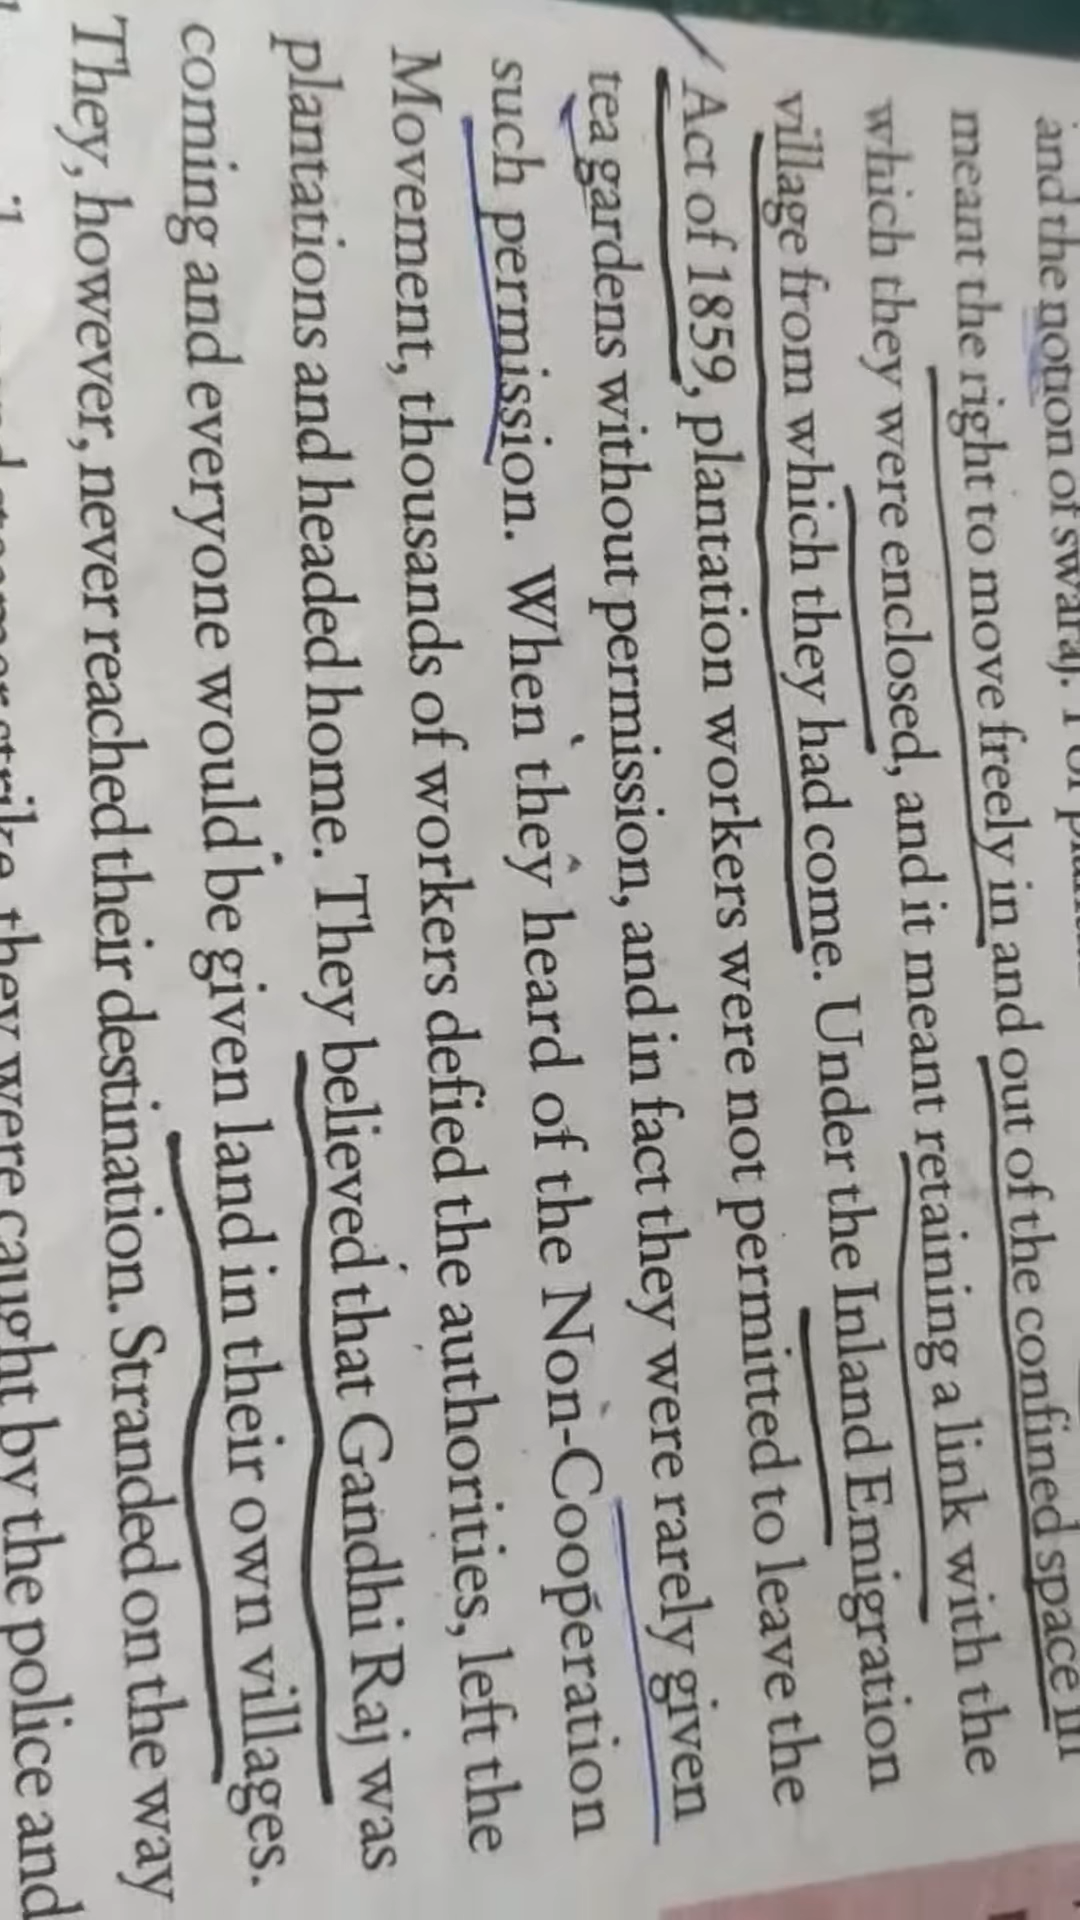 and the notion of swaraj. For
meant the right to move freely in and out of the confined space in
which they were enclosed, and it meant retaining a link with the
village from which they had come. Under the Inland Emigration
Act of 1859, plantation workers were not permitted to leave the
tea gardens without permission, and in fact they were rarely given
such permission. When they heard of the Non-Cooperation
Movement, thousands of workers defied the authorities, left the
plantations and headed home. They believed that Gandhi Raj was
coming and everyone would be given land in their own villages.
They, however, never reached their destination. Stranded on the way
steamer strike, they were caught by the police and